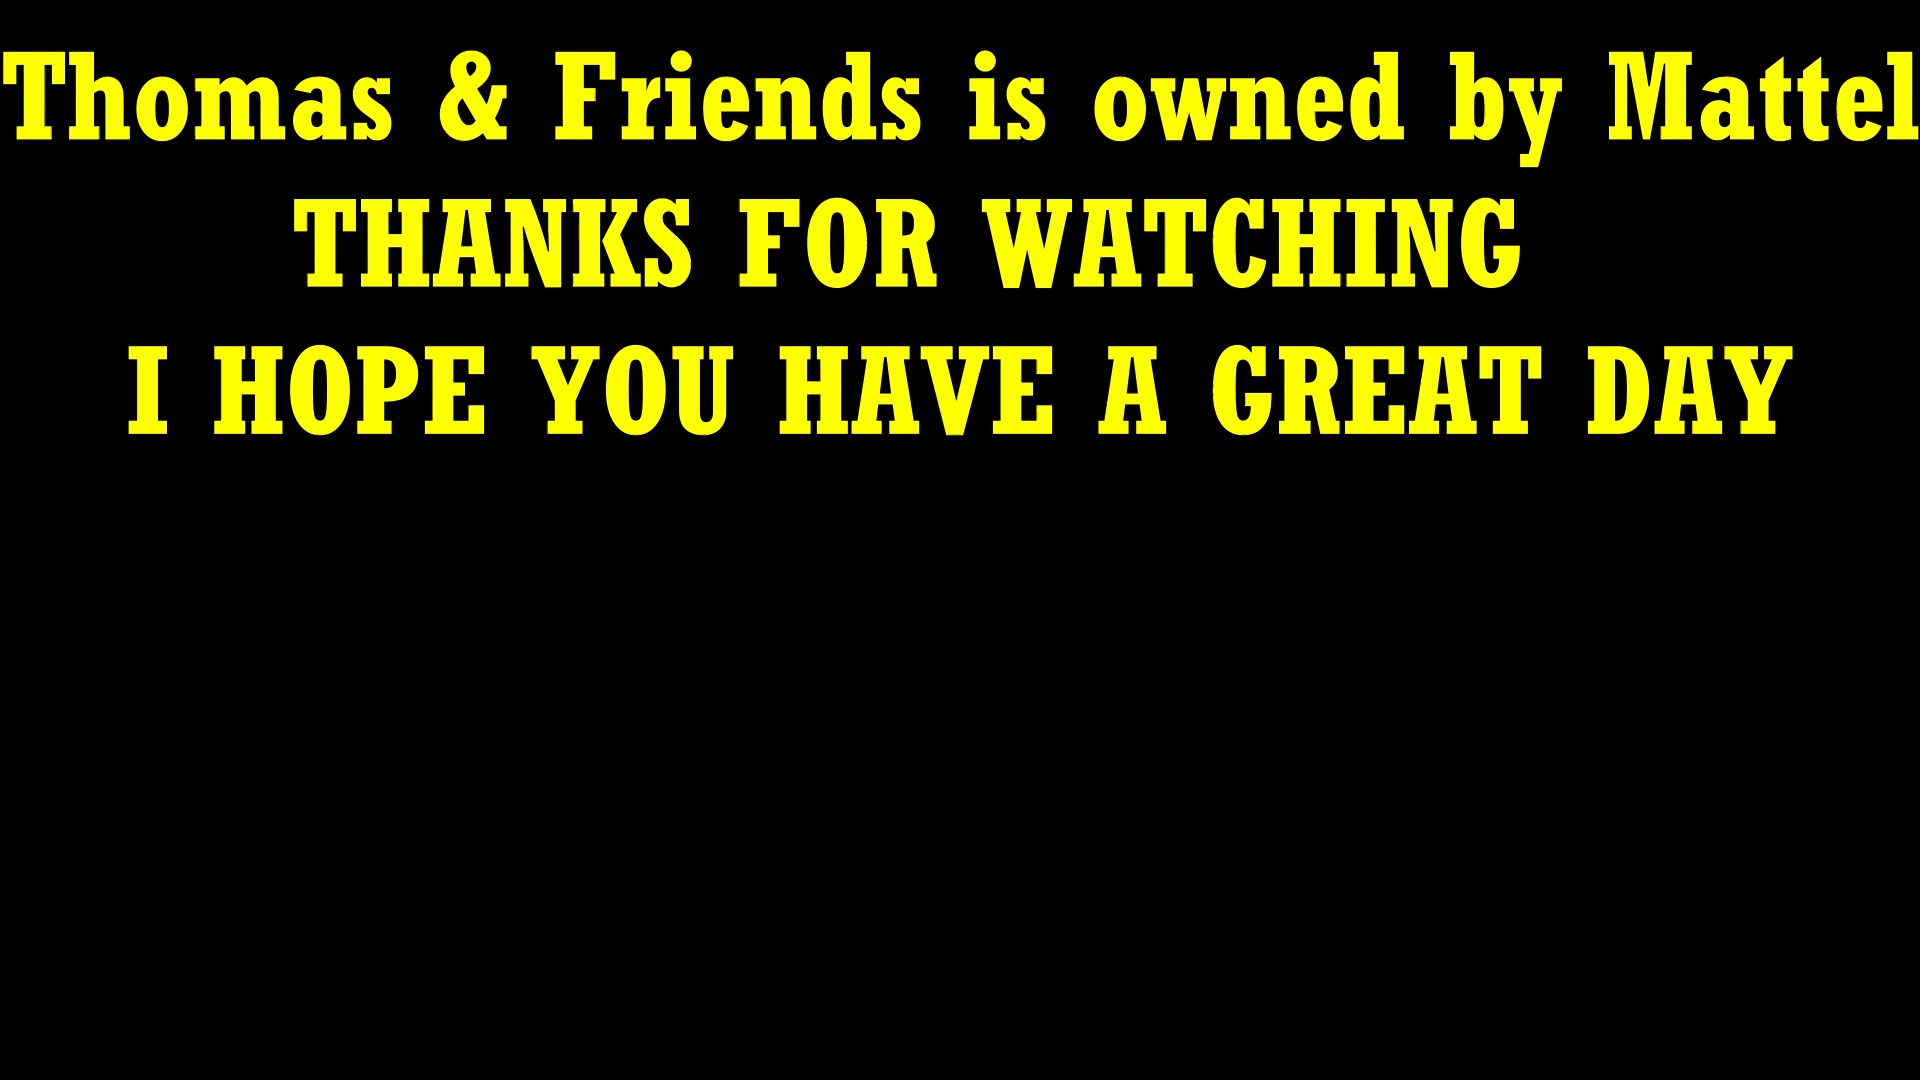 Thomas & Friends is owned by Mattel
THANKS FOR WATCHING
I HOPE YOU HAVE A GREAT DAY